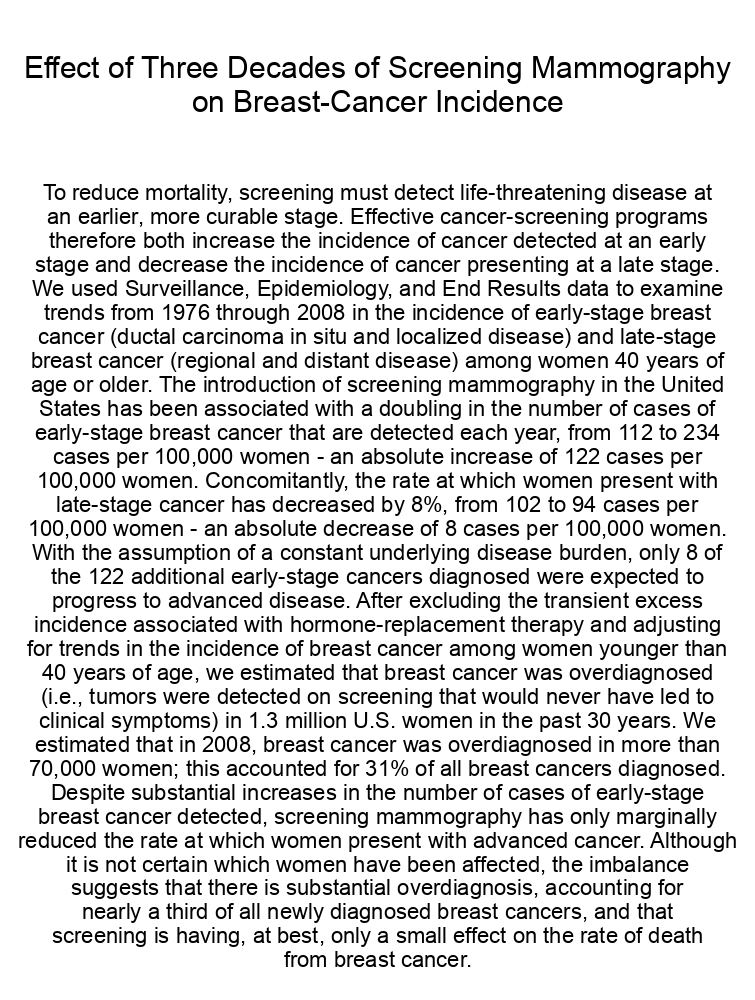 Effect of Three Decades of Screening Mammography
on Breast-Cancer Incidence
To reduce mortality, screening must detect life-threatening disease at
an earlier, more curable stage. Effective cancer-screening programs
therefore both increase the incidence of cancer detected at an early
stage and decrease the incidence of cancer presenting at a late stage.
We used Surveillance, Epidemiology, and End Results data to examine
trends from 1976 through 2008 in the incidence of early-stage breast
cancer (ductal carcinoma in situ and localized disease) and late-stage
breast cancer (regional and distant disease) among women 40 years of
age or older. The introduction of screening mammography in the United
States has been associated with a doubling in the number of cases of
early-stage breast cancer that are detected each year, from 112 to 234
cases per 100,000 women - an absolute increase of 122 cases per
100,000 women. Concomitantly, the rate at which women present with
late-stage cancer has decreased by 8%, from 102 to 94 cases per
100,000 women - an absolute decrease of 8 cases per 100,000 women.
With the assumption of a constant underlying disease burden, only 8 of
the 122 additional early-stage cancers diagnosed were expected to
progress to advanced disease. After excluding the transient excess
incidence associated with hormone-replacement therapy and adjusting
for trends in the incidence of breast cancer among women younger than
40 years of age, we estimated that breast cancer was overdiagnosed
(i.e., tumors were detected on screening that would never have led to
clinical symptoms) in 1.3 million U.S. women in the past 30 years. We
estimated that in 2008, breast cancer was overdiagnosed in more than
70,000 women; this accounted for 31% of all breast cancers diagnosed.
Despite substantial increases in the number of cases of early-stage
breast cancer detected, screening mammography has only marginally
reduced the rate at which women present with advanced cancer. Although
it is not certain which women have been affected, the imbalance
suggests that there is substantial overdiagnosis, accounting for
nearly a third of all newly diagnosed breast cancers, and that
screening is having, at best, only a small effect on the rate of death
from breast cancer.